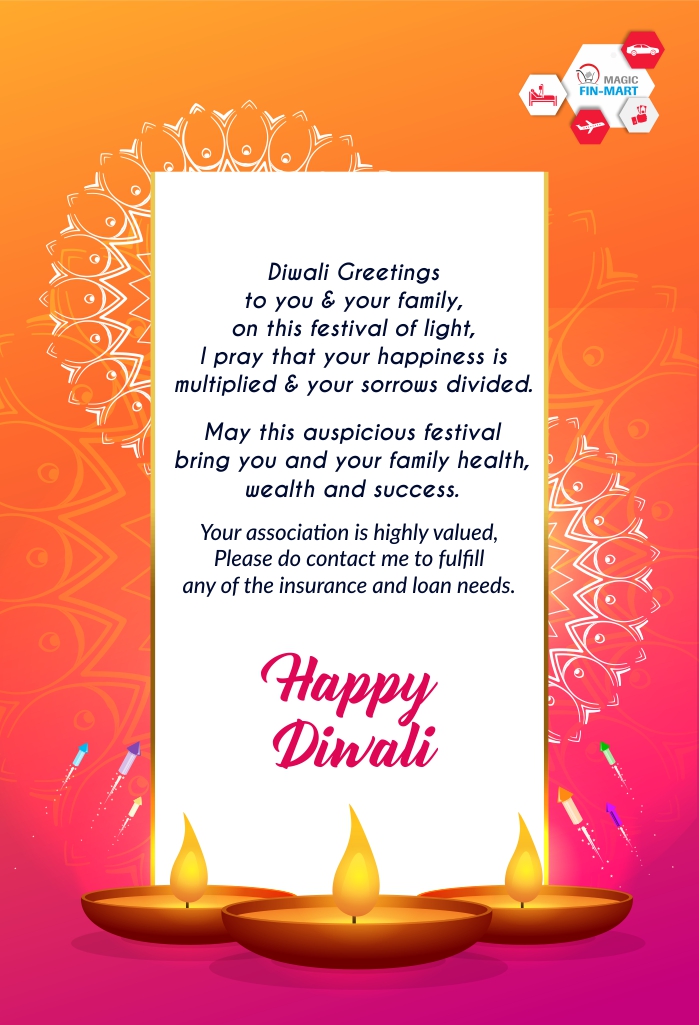 MAGIC
FIN-MART
Diwali Greetings
to you & your family,
on this festival of light,
I pray that your happiness is
multiplied & your sorrows divided.
May this auspicious festival
bring you and your family health,
wealth and success.
Your association is highly valued,
Please do contact me to fulfill
any of the insurance and loan needs.
Happy
Diwali